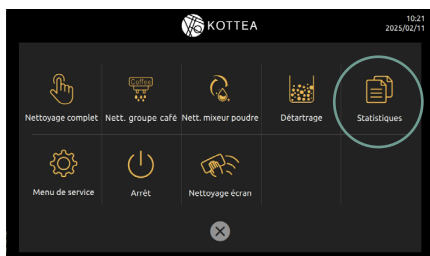 KOTTEA
10:21
2025/02/11
Coffee
Nettoyage complet
Nett. groupe café
Nett. mixeur poudre
Détartrage
Statistiques
Menu de service
Arrêt
Nettoyage écran